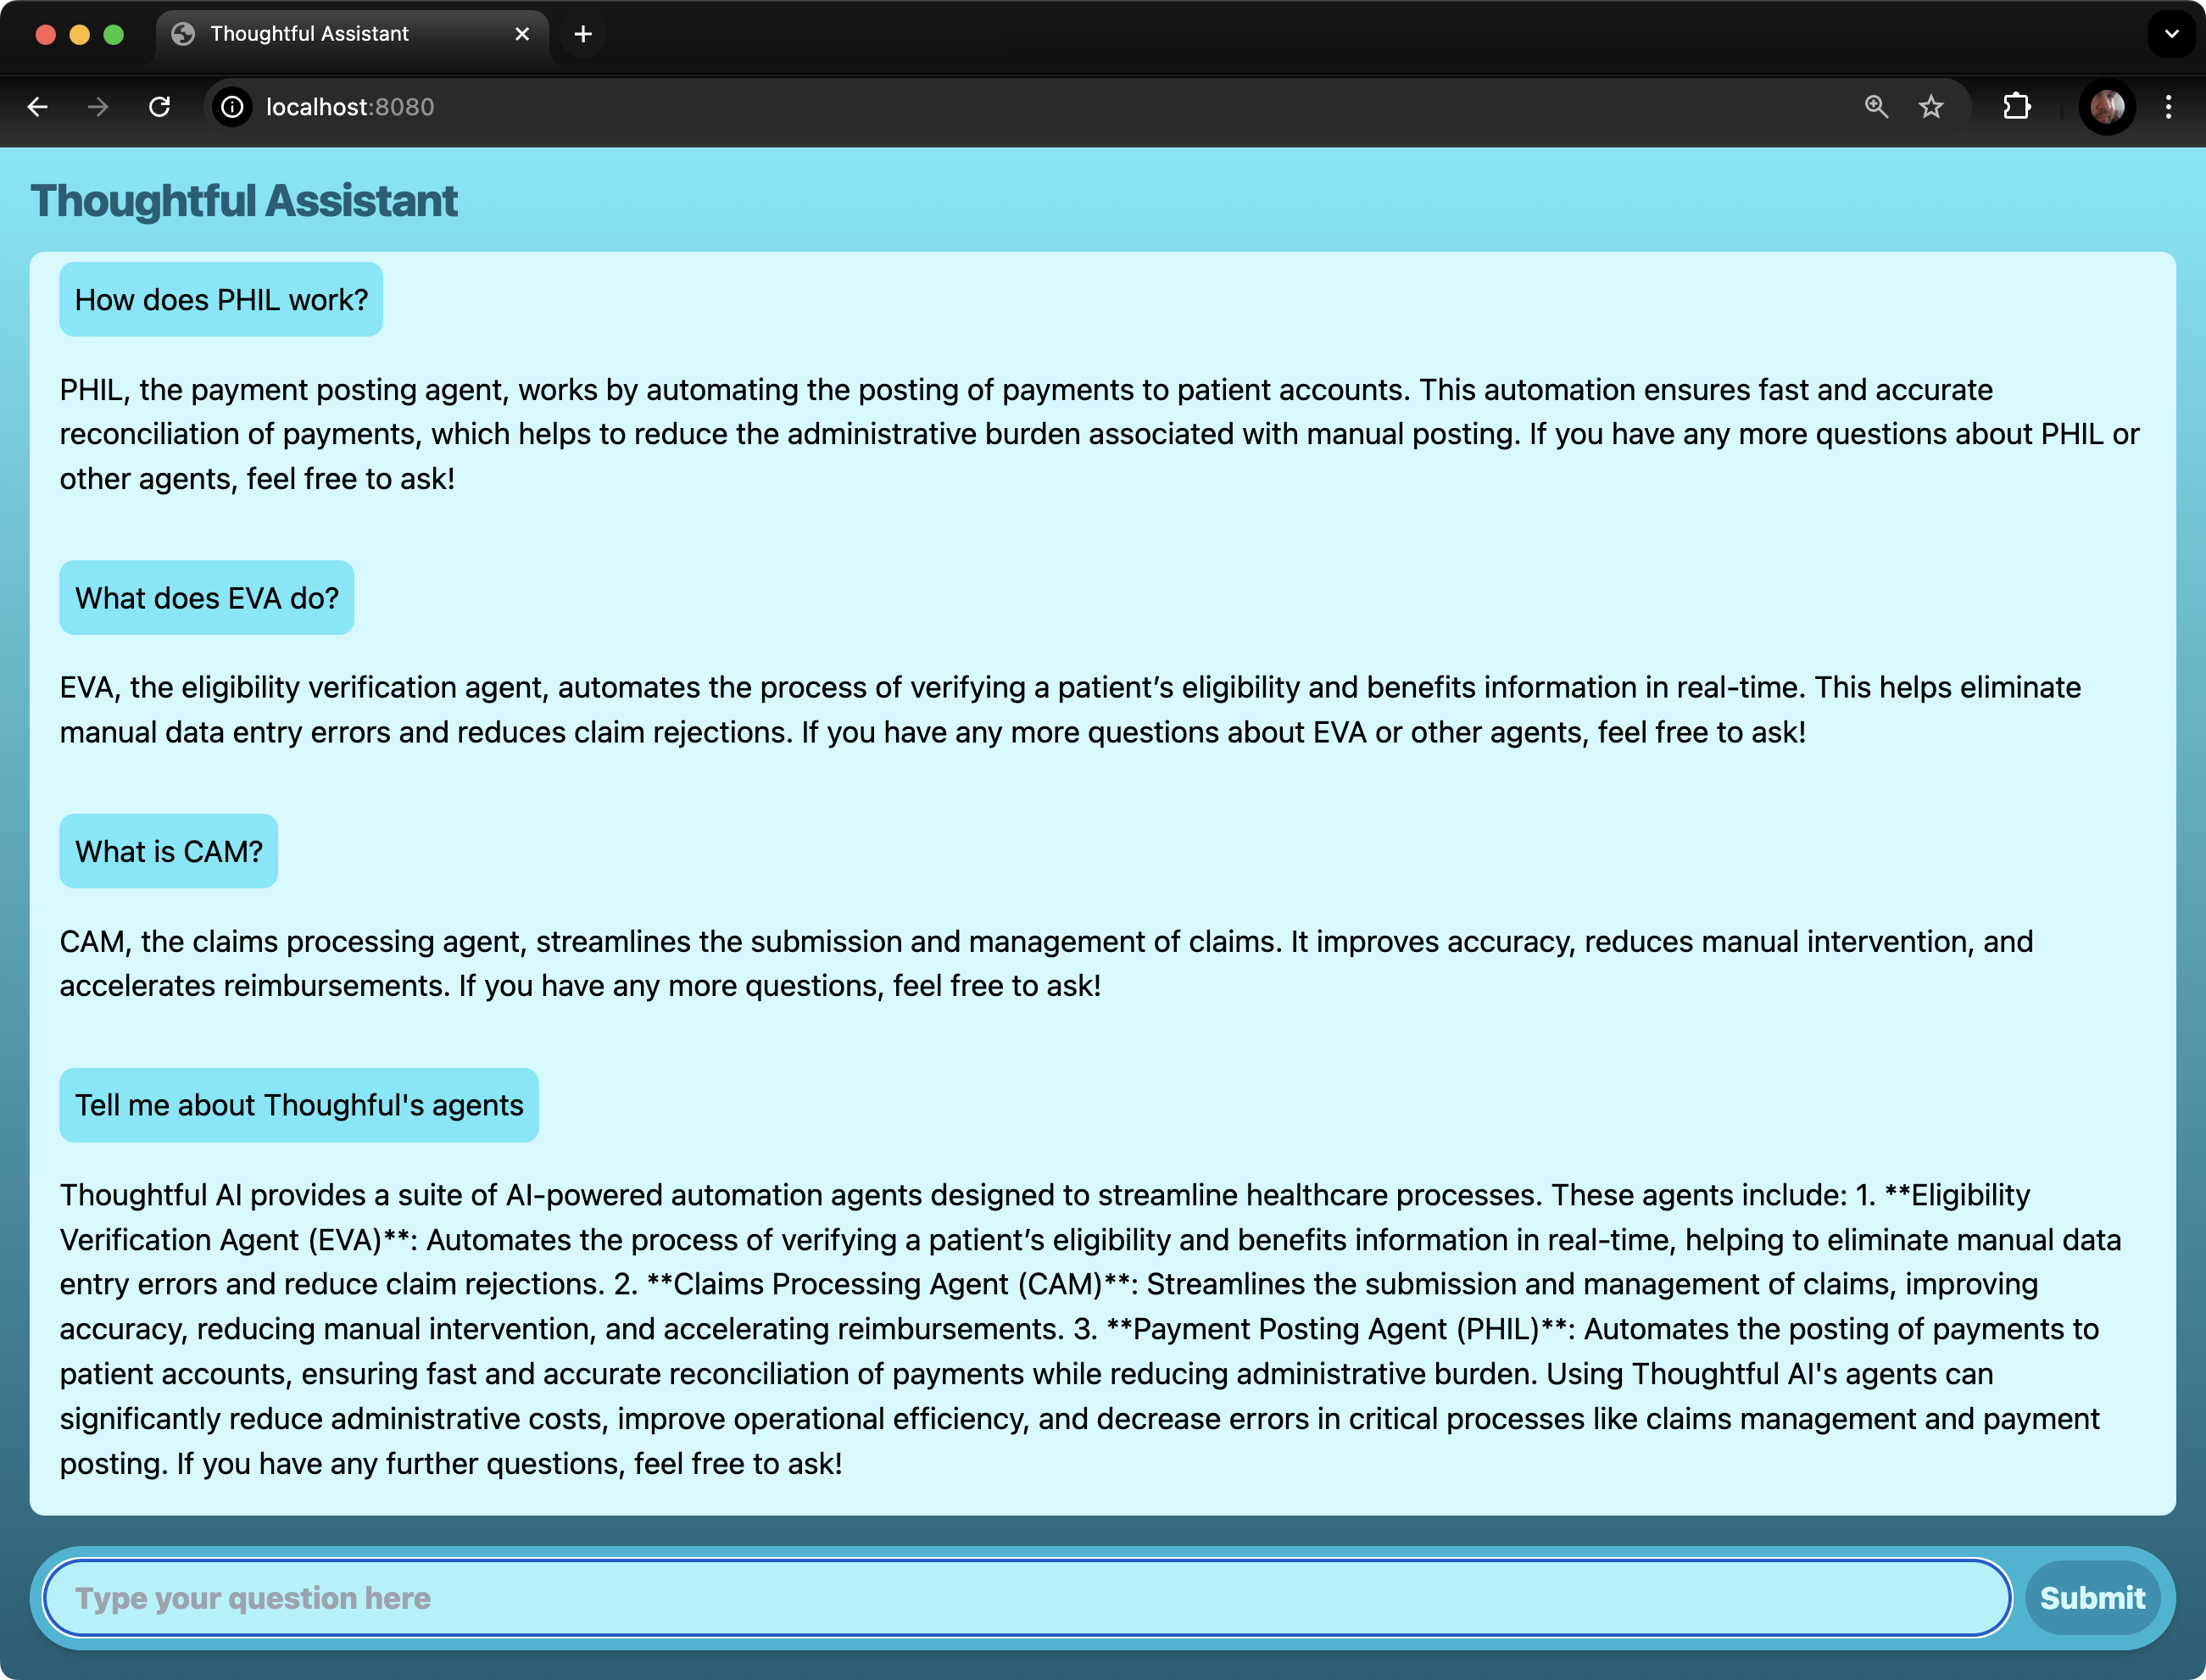 Thoughtful Assistant
localhost:8080
Thoughtful Assistant
How does PHIL work?
PHIL, the payment posting agent, works by automating the posting of payments to patient accounts. This automation ensures fast and accurate
reconciliation of payments, which helps to reduce the administrative burden associated with manual posting. If you have any more questions about PHIL or
other agents, feel free to ask!
What does EVA do?
EVA, the eligibility verification agent, automates the process of verifying a patient’s eligibility and benefits information in real-time. This helps eliminate
manual data entry errors and reduces claim rejections. If you have any more questions about EVA or other agents, feel free to ask!
What is CAM?
CAM, the claims processing agent, streamlines the submission and management of claims. It improves accuracy, reduces manual intervention, and
accelerates reimbursements. If you have any more questions, feel free to ask!
Tell me about Thoughful's agents
Thoughtful AI provides a suite of AI-powered automation agents designed to streamline healthcare processes. These agents include: 1. **Eligibility
Verification Agent (EVA)**: Automates the process of verifying a patient’s eligibility and benefits information in real-time, helping to eliminate manual data
entry errors and reduce claim rejections. 2. **Claims Processing Agent (CAM)**: Streamlines the submission and management of claims, improving
accuracy, reducing manual intervention, and accelerating reimbursements. 3. **Payment Posting Agent (PHIL)**: Automates the posting of payments to
patient accounts, ensuring fast and accurate reconciliation of payments while reducing administrative burden. Using Thoughtful AI's agents can
significantly reduce administrative costs, improve operational efficiency, and decrease errors in critical processes like claims management and payment
posting. If you have any further questions, feel free to ask!
Type your question here
Submit